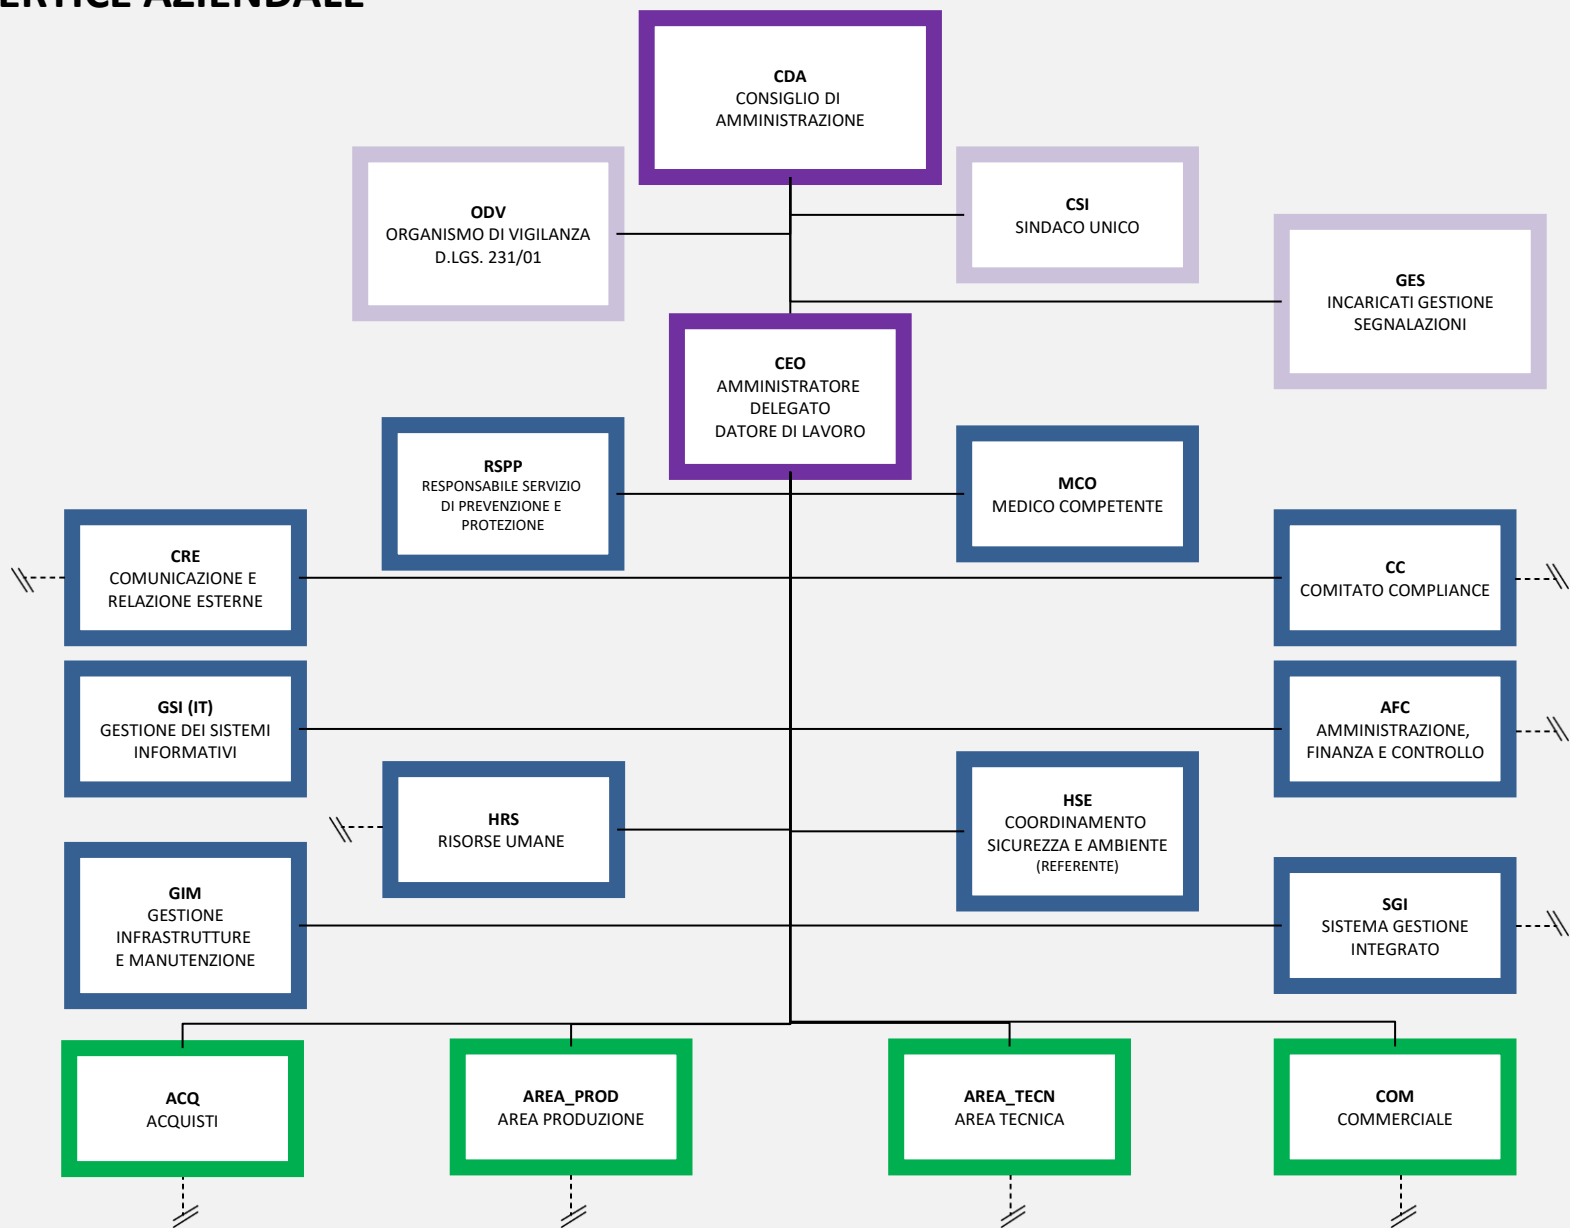 ERTICE AZIENDALE
CDA
CONSIGLIO DI
AMMINISTRAZIONE
ODV
ORGANISMO DI VIGILANZA
D.LGS. 231/01
CSI
SINDACO UNICO
GES
INCARICATI GESTIONE
SEGNALAZIONI
CEO
AMMINISTRATORE
DELEGATO
DATORE DI LAVORO
RSPP
RESPONSABILE SERVIZIO
DI PREVENZIONE E
PROTEZIONE
MCO
MEDICO COMPETENTE
CRE
COMUNICAZIONE E
RELAZIONE ESTERNE
CC
COMITATO COMPLIANCE
GSI (IT)
GESTIONE DEI SISTEMI
INFORMATIVI
AFC
AMMINISTRAZIONE,
FINANZA E CONTROLLO
HRS
RISORSE UMANE
HSE
COORDINAMENTO
SICUREZZA E AMBIENTE
(REFERENTE)
GIM
GESTIONE
INFRASTRUTTURE
E MANUTENZIONE
SGI
SISTEMA GESTIONE
INTEGRATO
ACQ
ACQUISTI
AREA_PROD
AREA PRODUZIONE
AREA_TECN
AREA TECNICA
COM
COMMERCIALE